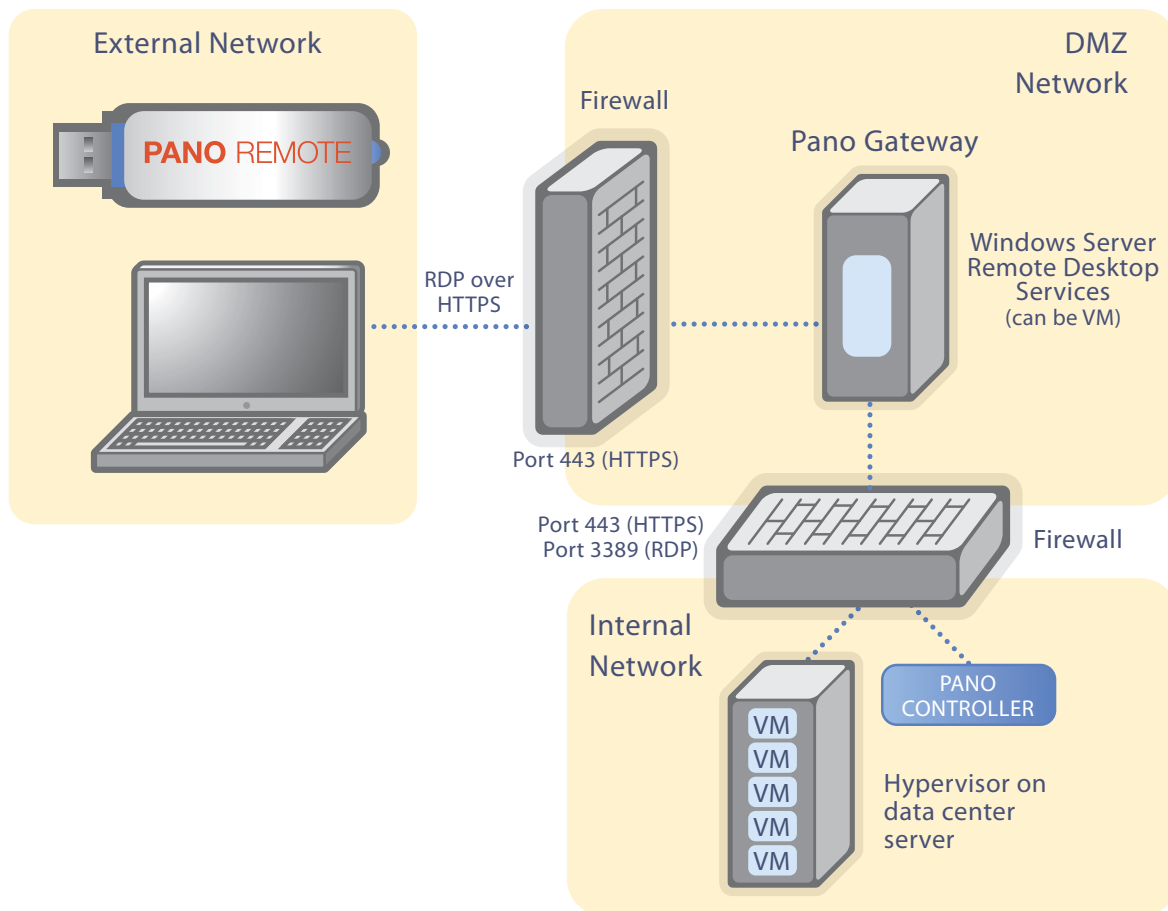 External Network
PANO REMOTE
RDP over
HTTPS
DMZ
Network
Firewall
Pano Gateway
Windows Server
Remote Desktop
Services
(can be VM)
Port 443 (HTTPS)
Port 443 (HTTPS)
Port 3389 (RDP)
Firewall
Internal
Network
PANO
CONTROLLER
VM
VM
VM
VM
VM
Hypervisor on
data center
server